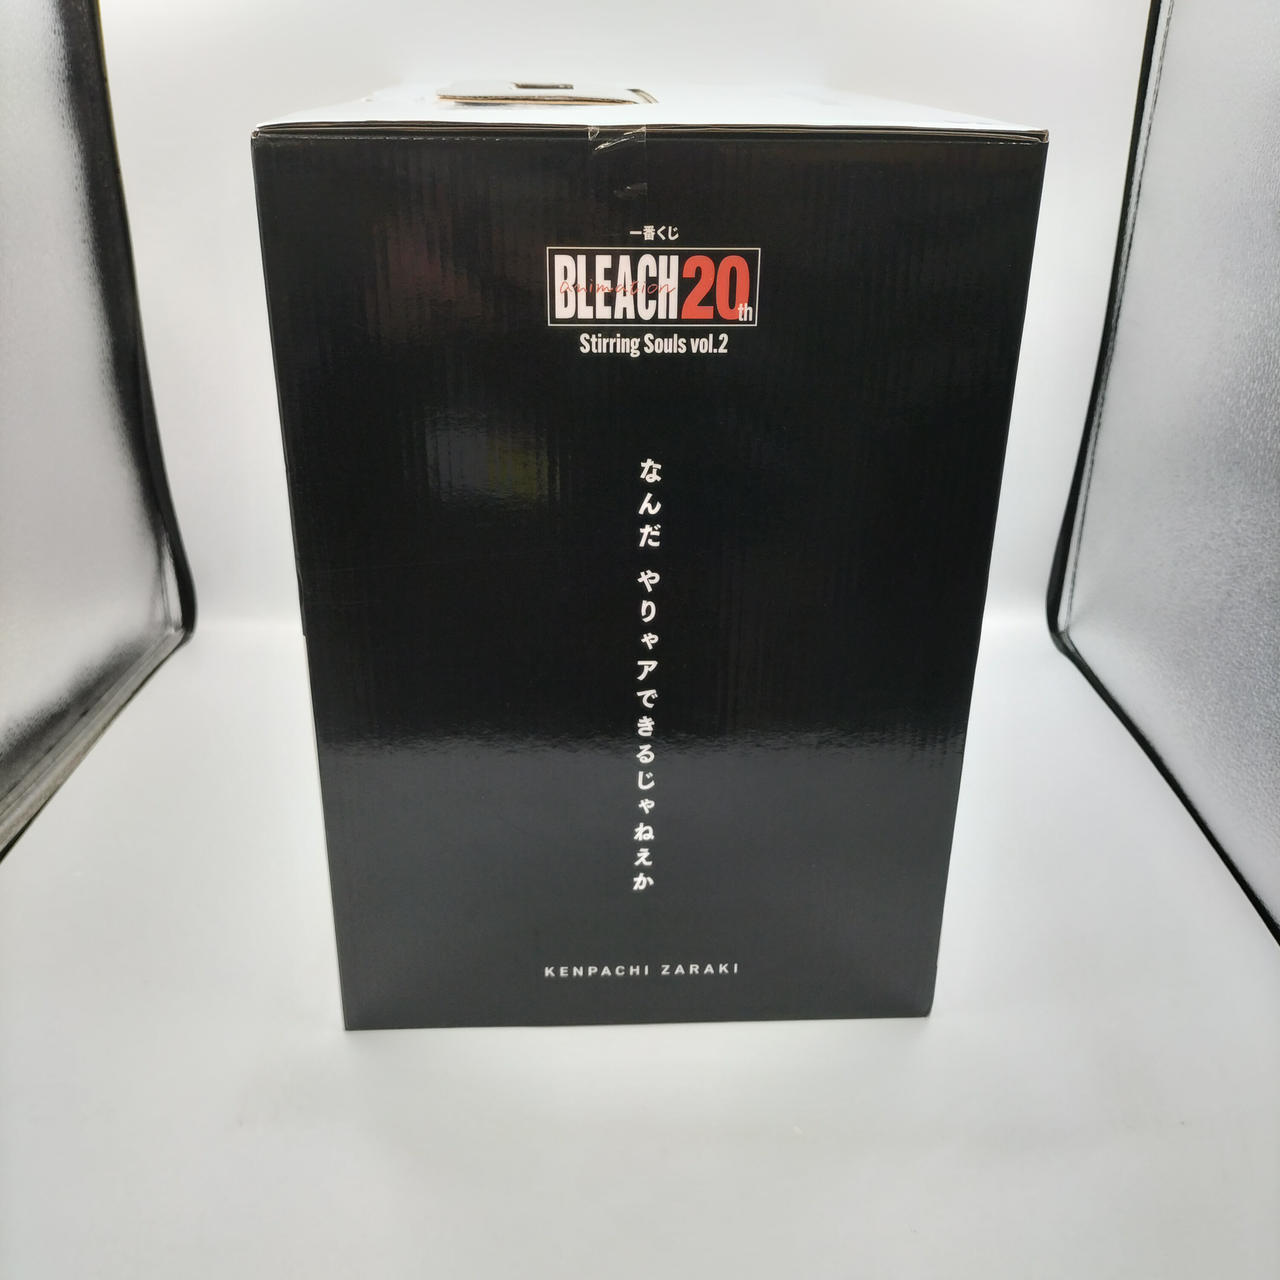 一番くじ
BLEACH 20th
animation
Stirring Souls vol.2
なんだ やりゃアできるじゃねえか
KENPACHI ZARAKI